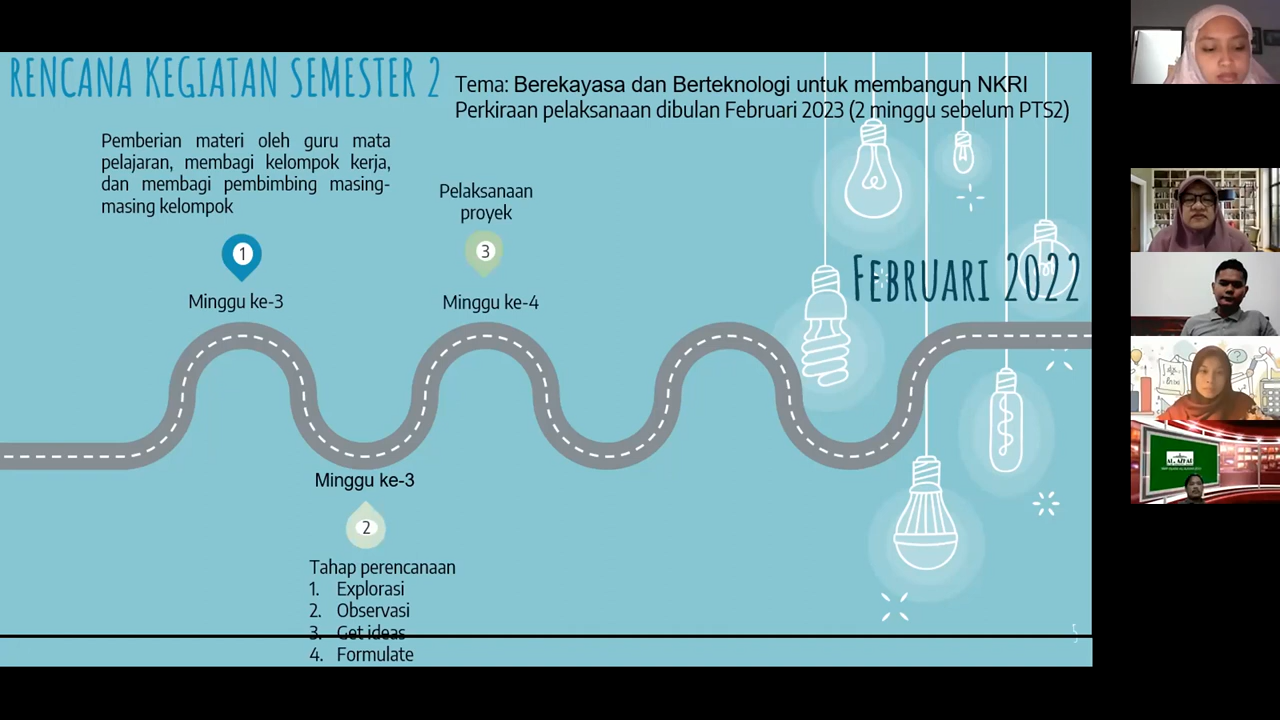 RENCANA KEGIATAN SEMESTER 2
Tema: Berekayasa dan Berteknologi untuk membangun NKRI
Perkiraan pelaksanaan dibulan Februari 2023 (2 minggu sebelum PTS2)
Pemberian materi oleh guru mata
pelajaran, membagi kelompok kerja,
dan membagi pembimbing masing-
masing kelompok
1
Minggu ke-3
Pelaksanaan
proyek
3
Minggu ke-4
FEBRUARI 2022
Minggu ke-3
2
Tahap perencanaan
1. Explorasi
2. Observasi
3. Get ideas
4. Formulate
5